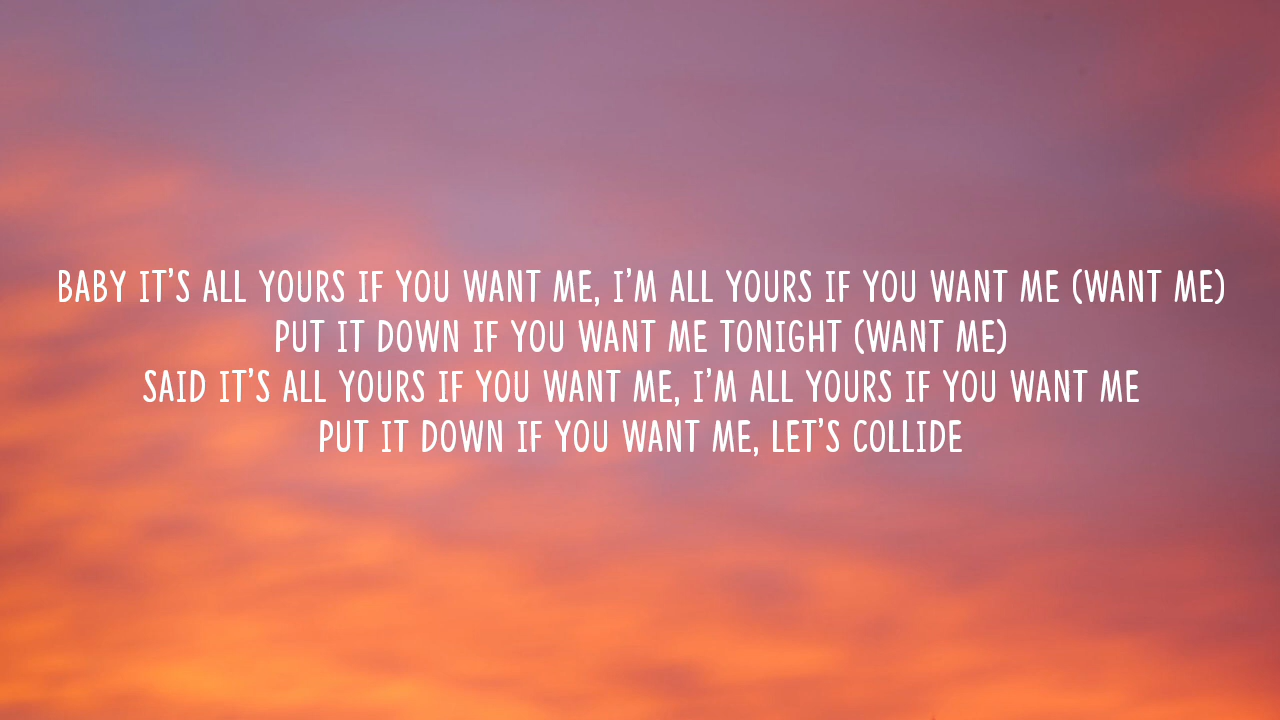 BABY IT'S ALL YOURS IF YOU WANT ME, I'M ALL YOURS IF YOU WANT ME (WANT ME)
PUT IT DOWN IF YOU WANT ME TONIGHT (WANT ME)
SAID IT'S ALL YOURS IF YOU WANT ME, I'M ALL YOURS IF YOU WANT ME
PUT IT DOWN IF YOU WANT ME, LET'S COLLIDE